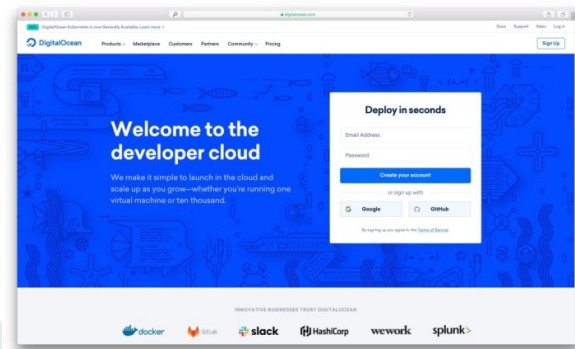 digitalocean.com
DigitalOcean Kubernetes is now Generally Available. Learn more
Docs Support Sales Log In
DigitalOcean Products Marketplace Customers Partners Community Pricing Sign Up
Welcome to the
developer cloud
We make it simple to launch in the cloud and
scale up as you grow—whether you're running one
virtual machine or ten thousand.
Deploy in seconds
Email Address
Password
Create your account
or sign up with
Google GitHub
By signing up you agree to the Terms of Service.
INNOVATIVE BUSINESSES TRUST DIGITALOCEAN
docker GitLab slack HashiCorp wework splunk>